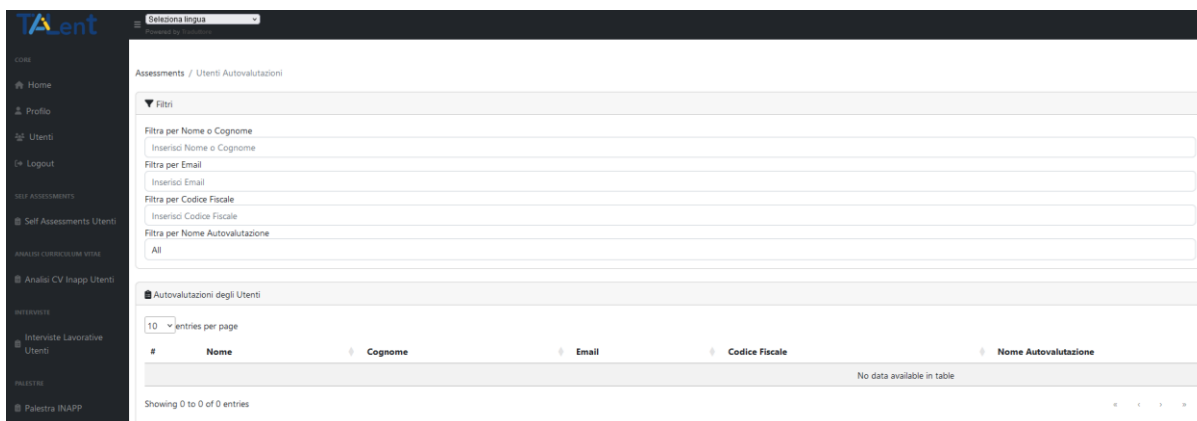 TALent
Seleziona lingua
Powered by
CORE
Home
Profilo
Utenti
Logout
SELF ASSESSMENTS
Self Assessments Utenti
ANALISI CURRICULUM VITAE
Analisi CV Inapp Utenti
INTERVISTE
Interviste Lavorative
Utenti
PALESTRE
Palestra INAPP
Assessments / Utenti Autovalutazioni
Filtri
Filtra per Nome o Cognome
Inserisci Nome o Cognome
Filtra per Email
Inserisci Email
Filtra per Codice Fiscale
Inserisci Codice Fiscale
Filtra per Nome Autovalutazione
All
Autovalutazioni degli Utenti
10 entries per page
# Nome Cognome Email Codice Fiscale Nome Autovalutazione
No data available in table
Showing 0 to 0 of 0 entries
« ‹ › »